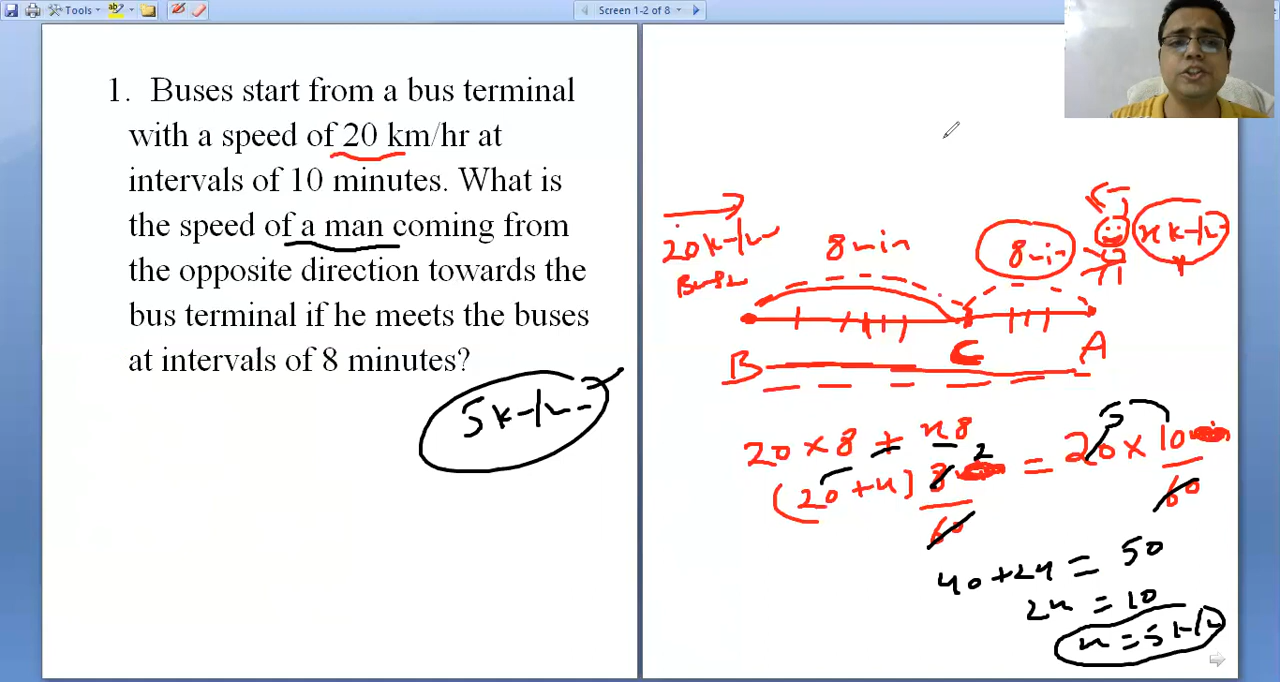 Tools
Screen 1-2 of 8
1. Buses start from a bus terminal
with a speed of 20 km/hr at
intervals of 10 minutes. What is
the speed of a man coming from
the opposite direction towards the
bus terminal if he meets the buses
at intervals of 8 minutes?
5
20
8 min
8 min
B
C
A
20 × 8 + x8
(20 + x) 8
60
= 20 × 10
60
5
2
40 + 2x = 50
2x = 10
x = 5